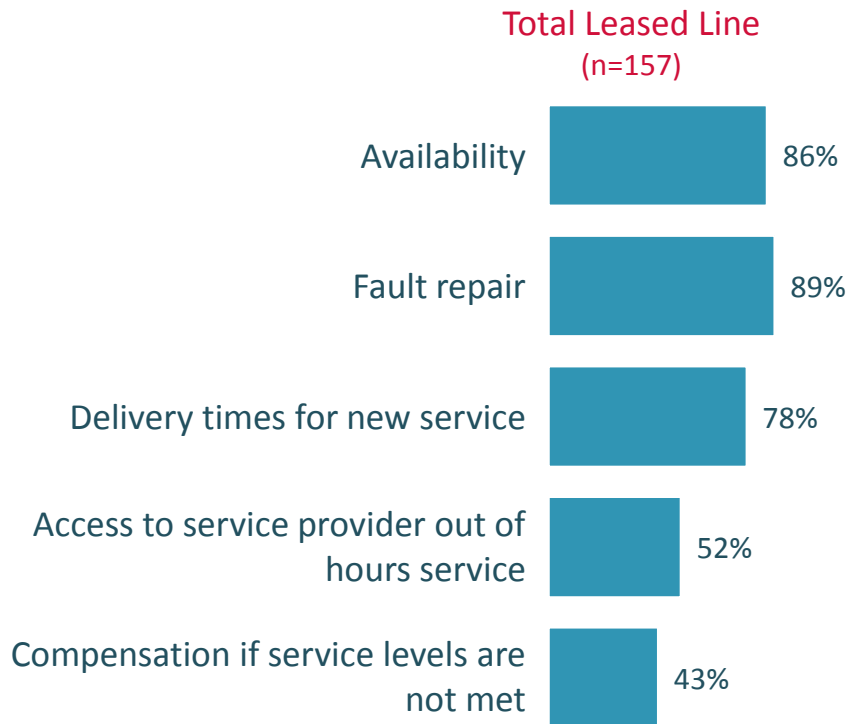 Total Leased Line
(n=157)
Availability
86%
Fault repair
89%
Delivery times for new service
78%
Access to service provider out of
hours service
52%
Compensation if service levels are
not met
43%